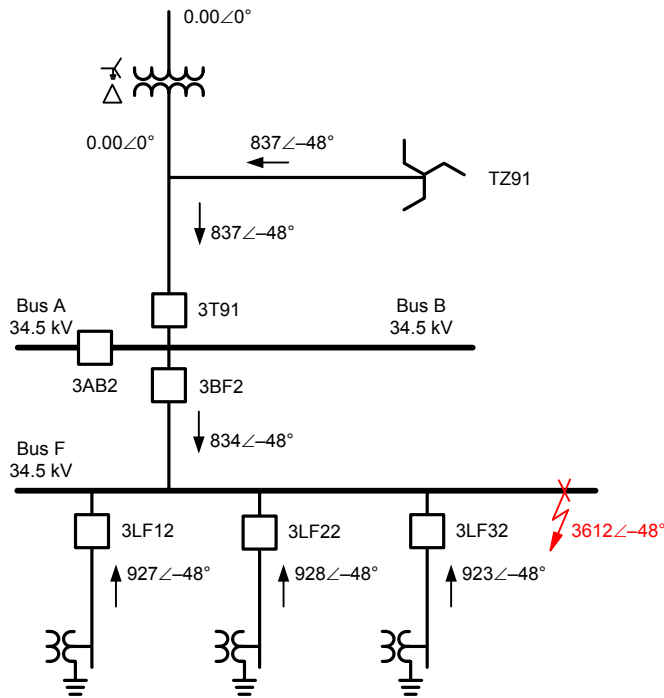 0.00∠0°
0.00∠0°
837∠–48°
TZ91
837∠–48°
Bus A
34.5 kV
3T91
Bus B
34.5 kV
3AB2
3BF2
834∠–48°
Bus F
34.5 kV
3LF12
3LF22
3LF32
3612∠–48°
927∠–48°
928∠–48°
923∠–48°